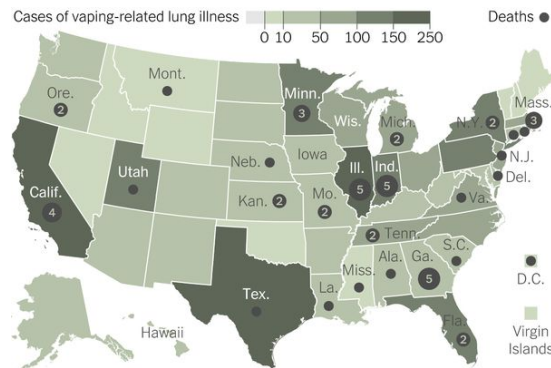 Cases of vaping-related lung illness
0 10 50 100 150 250
Deaths
Mont.
Ore.
2
Minn.
3
Wis.
Mich.
2
N.Y.
2
Mass.
3
N.J.
Del.
Calif.
4
Utah
Neb.
Iowa
Ill.
5
Ind.
5
Kan.
2
Mo.
2
Va.
Tenn.
2
S.C.
Tex.
La.
Miss.
Ala.
Ga.
5
Fla.
2
D.C.
Hawaii
Virgin
Islands